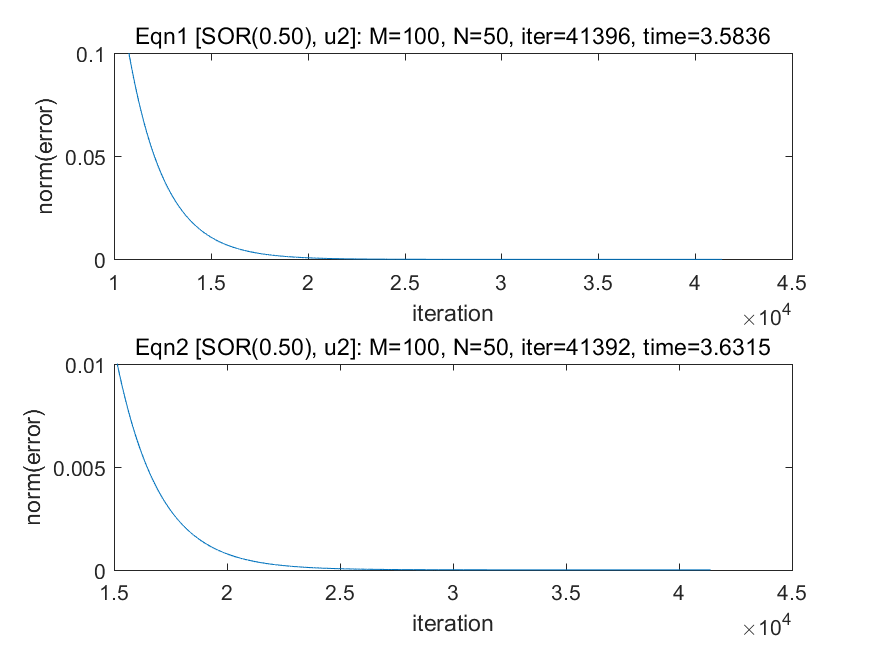 Eqn1 [SOR(0.50), u2]: M=100, N=50, iter=41396, time=3.5836
norm(error)
0.1
0.05
0
1 1.5 2 2.5 3 3.5 4 4.5
iteration
×10^4
Eqn2 [SOR(0.50), u2]: M=100, N=50, iter=41392, time=3.6315
norm(error)
0.01
0.005
0
1.5 2 2.5 3 3.5 4 4.5
iteration
×10^4